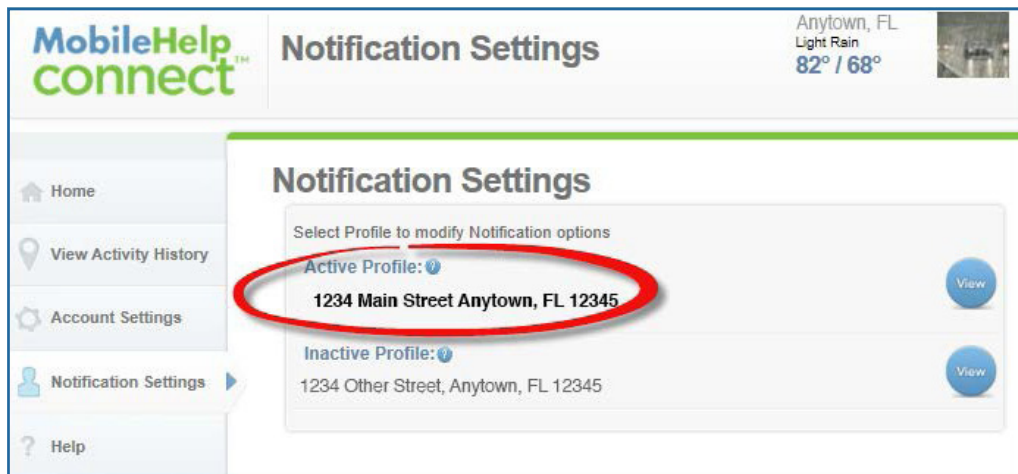 MobileHelp
connect™
Notification Settings
Anytown, FL
Light Rain
82° / 68°
Home
View Activity History
Account Settings
Notification Settings
Help
Notification Settings
Select Profile to modify Notification options
Active Profile: ?
1234 Main Street Anytown, FL 12345
View
Inactive Profile: ?
1234 Other Street, Anytown, FL 12345
View